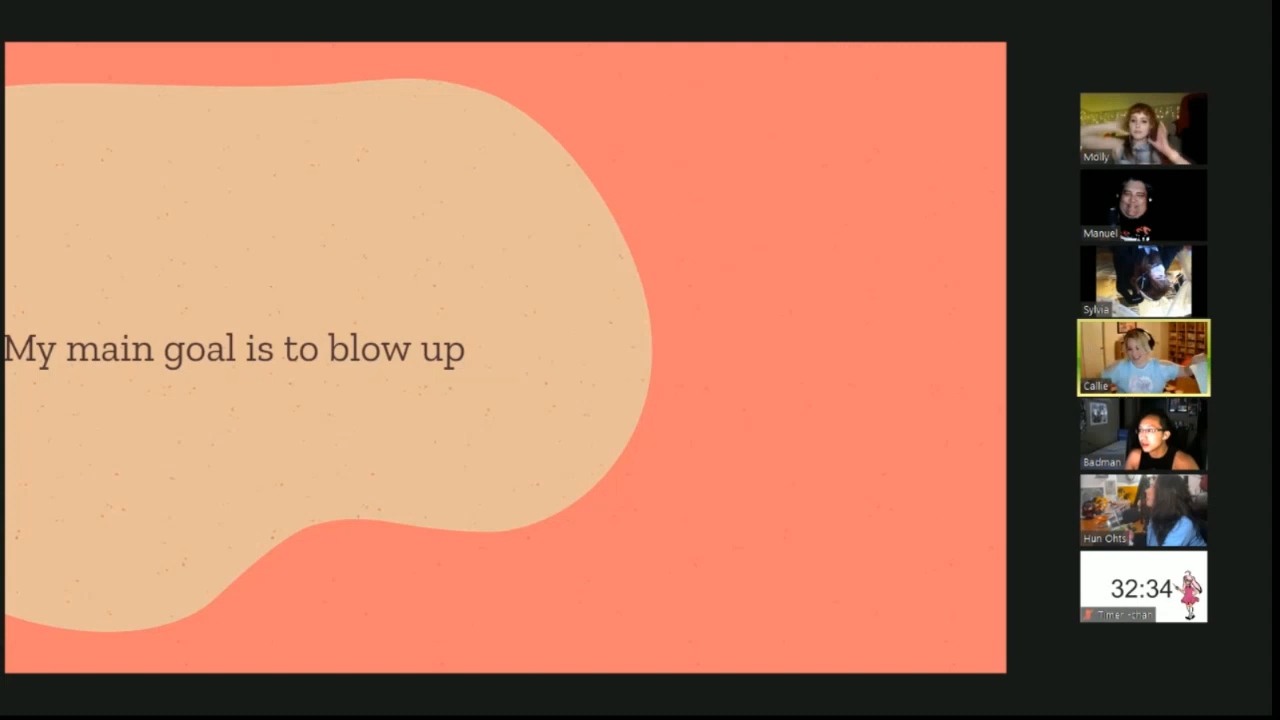 My main goal is to blow up
Molly
Manuel
Sylvia
Callie
Badman
Hun Ohts
32:34
Timer -chan